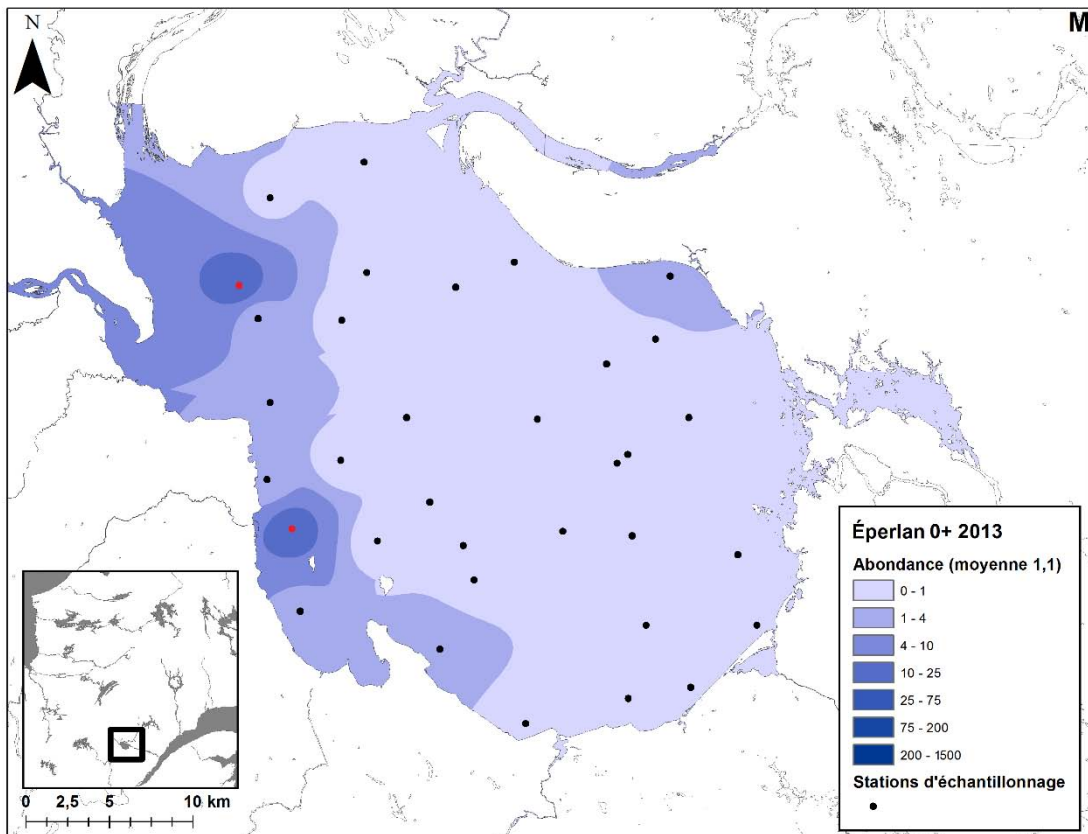 N
M
Éperlan 0+ 2013
Abondance (moyenne 1,1)
0 - 1
1 - 4
4 - 10
10 - 25
25 - 75
75 - 200
200 - 1500
Stations d'échantillonnage
0 2,5 5 10 km